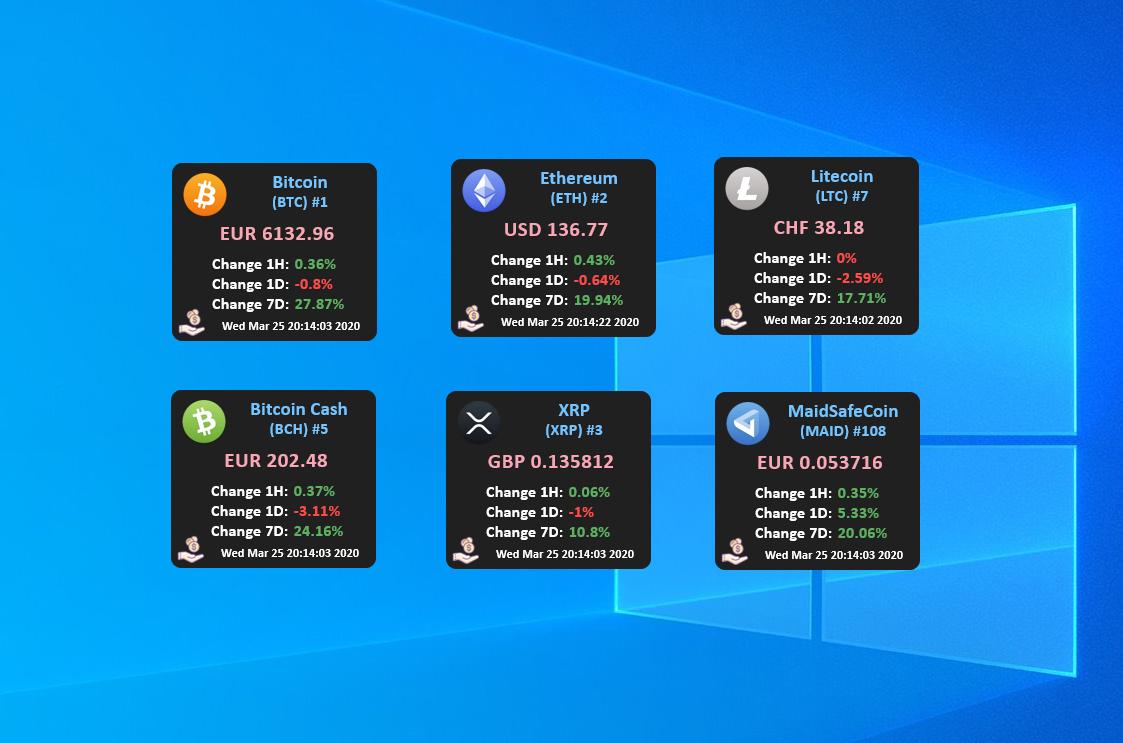 Bitcoin
(BTC) #1
EUR 6132.96
Change 1H: 0.36%
Change 1D: -0.8%
Change 7D: 27.87%
Wed Mar 25 20:14:03 2020
Ethereum
(ETH) #2
USD 136.77
Change 1H: 0.43%
Change 1D: -0.64%
Change 7D: 19.94%
Wed Mar 25 20:14:22 2020
Litecoin
(LTC) #7
CHF 38.18
Change 1H: 0%
Change 1D: -2.59%
Change 7D: 17.71%
Wed Mar 25 20:14:02 2020
Bitcoin Cash
(BCH) #5
EUR 202.48
Change 1H: 0.37%
Change 1D: -3.11%
Change 7D: 24.16%
Wed Mar 25 20:14:03 2020
XRP
(XRP) #3
GBP 0.135812
Change 1H: 0.06%
Change 1D: -1%
Change 7D: 10.8%
Wed Mar 25 20:14:03 2020
MaidSafeCoin
(MAID) #108
EUR 0.053716
Change 1H: 0.35%
Change 1D: 5.33%
Change 7D: 20.06%
Wed Mar 25 20:14:03 2020